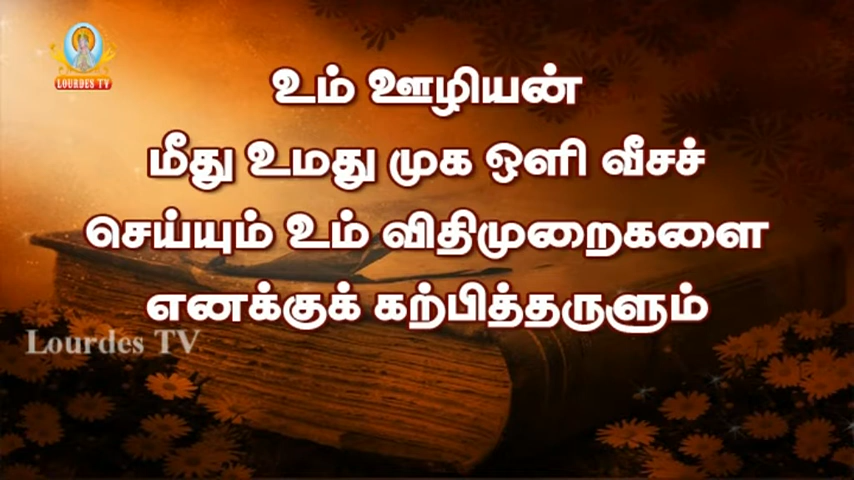 LOURDES TV
உம் ஊழியன்
மீது உமது முக ஒளி வீசச்
செய்யும் உம் விதிமுறைகளை
எனக்குக் கற்பித்தருளும்
Lourdes TV